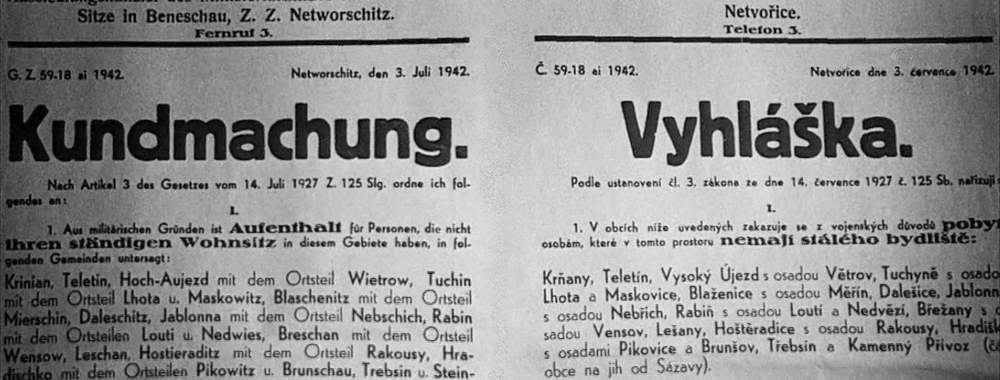 Sitze in Beneschau, Z. Z. Networschitz.
Fernruf 3.
G. Z. 59-18 ai 1942.
Networschitz, den 3. Juli 1942.
Kundmachung.
Nach Artikel 3 des Gesetzes vom 14. Juli 1927 Z. 125 Slg. ordne ich fol-
gendes an:
I.
1. Aus militärischen Gründen ist Aufenthalt für Personen, die nicht
ihren ständigen Wohnsitz in diesem Gebiete haben, in fol-
genden Gemeinden untersagt:
Krinian, Teletin, Hoch-Aujezd mit dem Ortsteil Wietrow, Tuchin
mit dem Ortsteil Lhota u. Maskowitz, Blaschenitz mit dem Ortsteil
Mierschin, Daleschitz, Jablonna mit dem Ortsteil Nebschich, Rabin
mit dem Ortsteilen Louti u. Nedwies, Breschan mit dem Ortsteil
Wensow, Leschan, Hostieraditz mit dem Ortsteil Rakousy, Hra-
dischko mit dem Ortsteilen Pikowitz u. Brunschau, Trebsin u. Stein-
Netvořice.
Telefon 3.
Č. 59-18 ai 1942.
Netvořice dne 3. července 1942.
Vyhláška.
Podle ustanovení čl. 3. zákona ze dne 14. července 1927 č. 125 Sb. nařizuji:
I.
1. V obcích níže uvedených zakazuje se z vojenských důvodů pobyt
osobám, které v tomto prostoru nemají stálého bydliště:
Krňany, Teletín, Vysoký Újezd s osadou Větrov, Tuchyně s osado
Lhota a Maskovice, Blaženice s osadou Měřín, Dalešice, Jablonn
s osadou Nebřich, Rabiň s osadou Loutí a Nedvězí, Břežany s o
sadou Vensov, Lešany, Hoštěradice s osadou Rakousy, Hradišk
s osadami Pikovice a Brunšov, Třebsín a Kamenný Přívoz (čá
obce na jih od Sázavy).